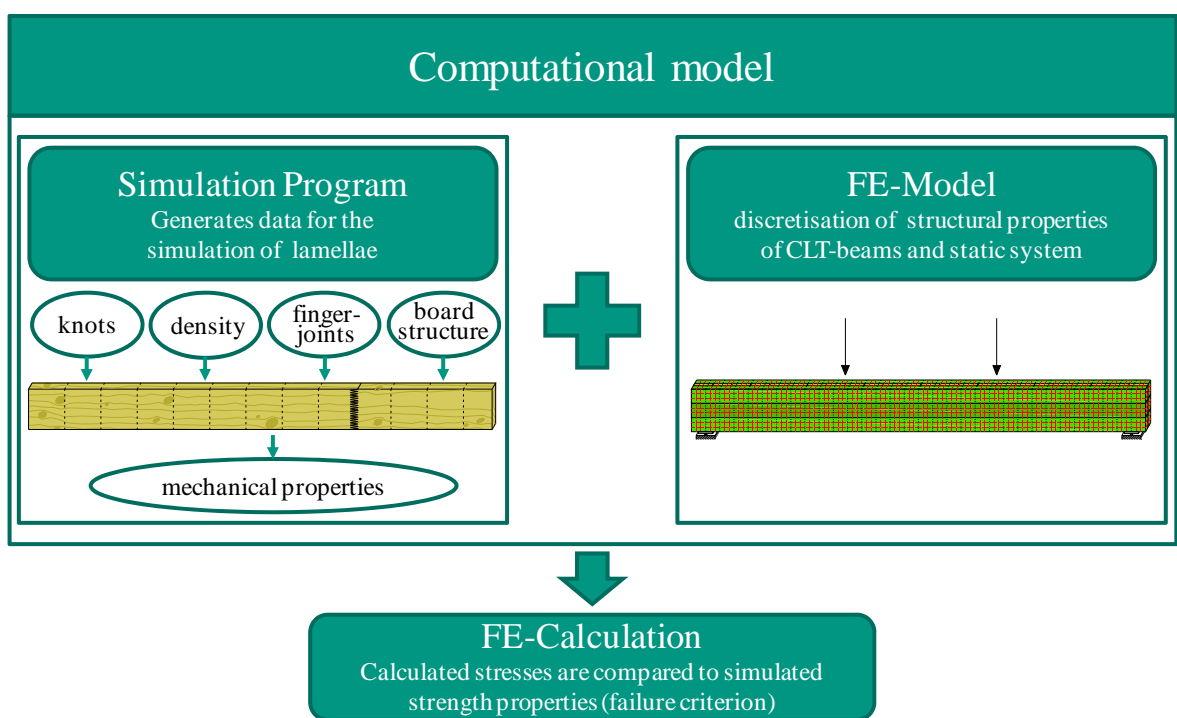 Computational model
Simulation Program
Generates data for the
simulation of lamellae
knots
density
finger-
joints
board
structure
mechanical properties
FE-Model
discretisation of structural properties
of CLT-beams and static system
FE-Calculation
Calculated stresses are compared to simulated
strength properties (failure criterion)